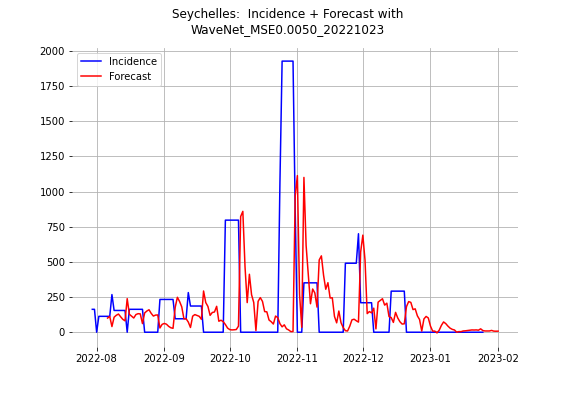 Seychelles:  Incidence + Forecast with
WaveNet_MSE0.0050_20221023
Incidence
Forecast
2000
1750
1500
1250
1000
750
500
250
0
2022-08 2022-09 2022-10 2022-11 2022-12 2023-01 2023-02